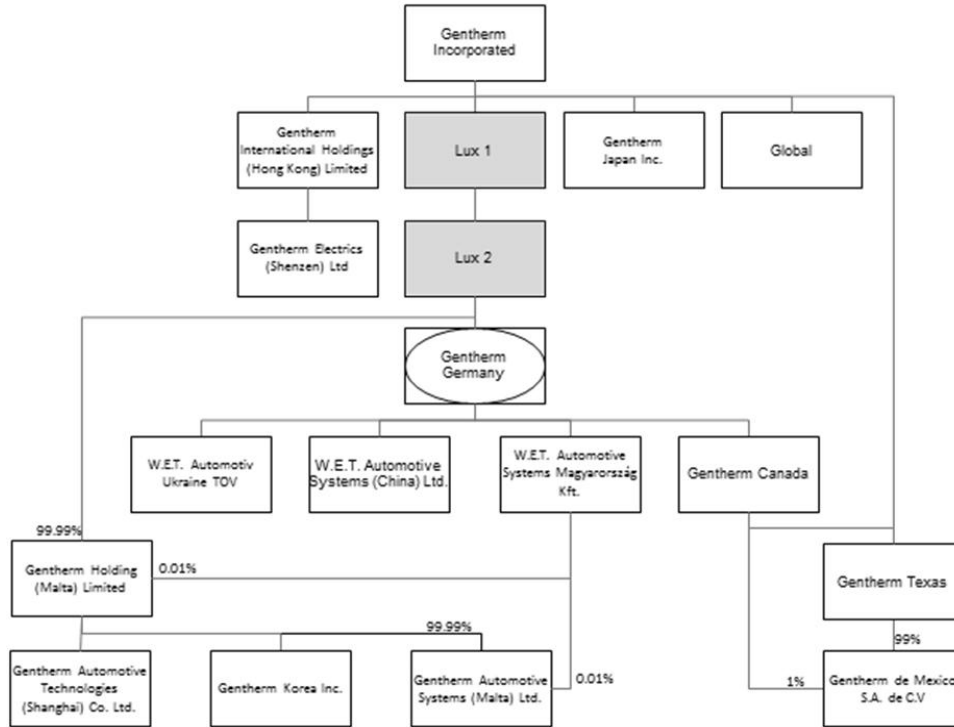 Gentherm
Incorporated
Gentherm
International Holdings
(Hong Kong) Limited
Lux 1
Gentherm
Japan Inc.
Global
Gentherm Electrics
(Shenzen) Ltd
Lux 2
Gentherm
Germany
W.E.T. Automotiv
Ukraine TOV
W.E.T. Automotive
Systems (China) Ltd.
W.E.T. Automotive
Systems Magyarország
Kft.
Gentherm Canada
99.99%
Gentherm Holding
(Malta) Limited
0.01%
Gentherm Texas
99.99%
99%
Gentherm Automotive
Technologies
(Shanghai) Co. Ltd.
Gentherm Korea Inc.
Gentherm Automotive
Systems (Malta) Ltd.
0.01%
1%
Gentherm de Mexico
S.A. de C.V